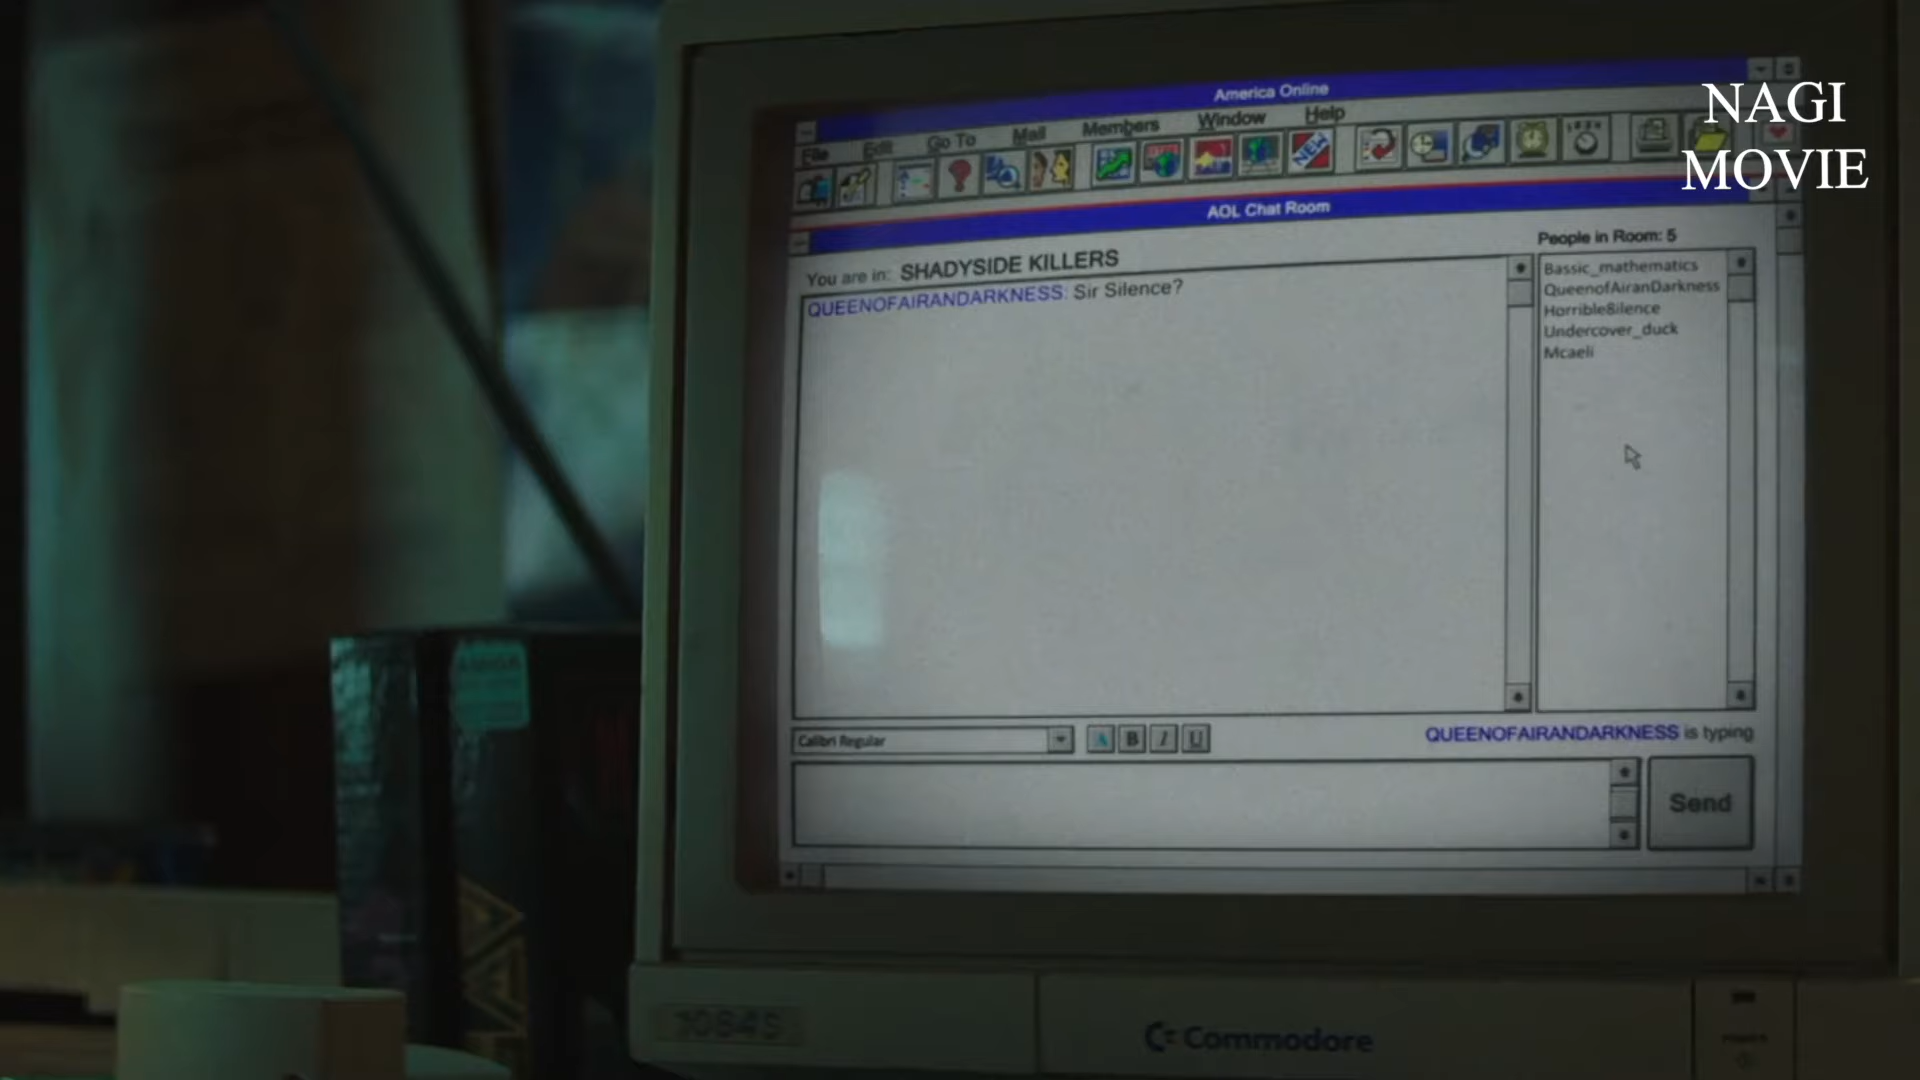 NAGI
MOVIE
America Online
File Edit Go To Mail Members Window Help
NEW
AOL Chat Room
You are in: SHADYSIDE KILLERS
People in Room: 5
QUEENOFAIRANDARKNESS: Sir Silence?
Bassic_mathematics
QueenofAiranDarkness
HorribleSilence
Undercover_duck
Mcaeli
Calibri Regular
A B I U
QUEENOFAIRANDARKNESS is typing
Send
1084S
Commodore